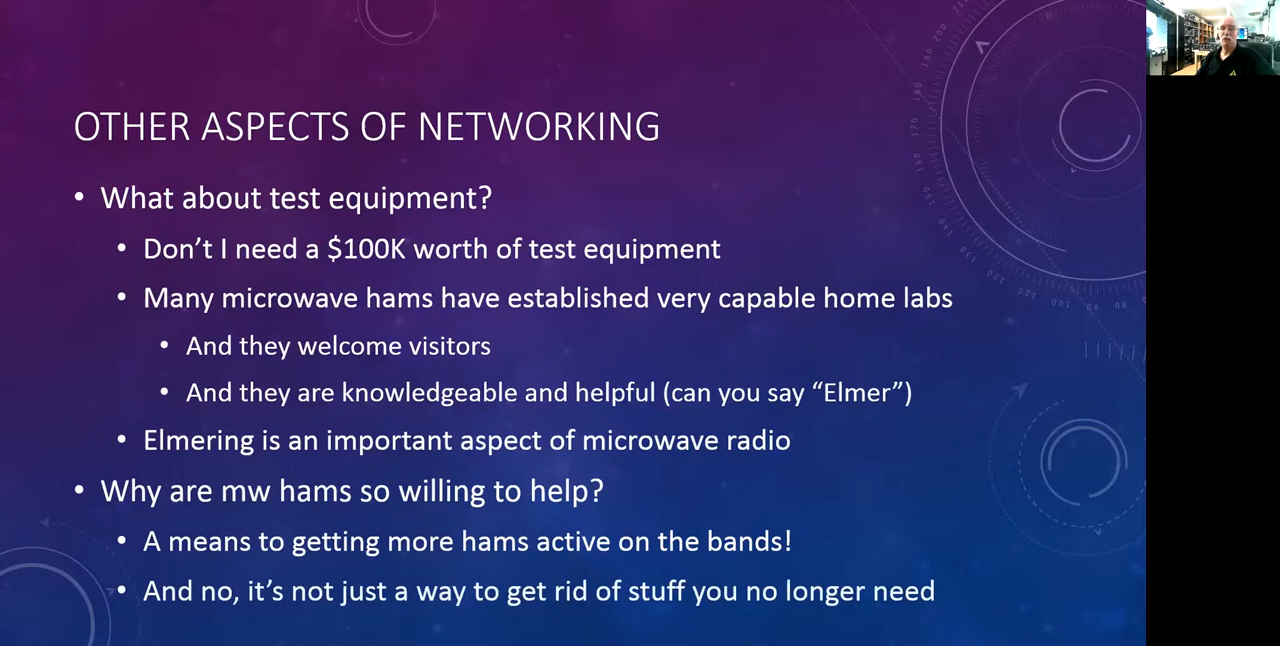 OTHER ASPECTS OF NETWORKING
• What about test equipment?
• Don’t I need a $100K worth of test equipment
• Many microwave hams have established very capable home labs
• And they welcome visitors
• And they are knowledgeable and helpful (can you say “Elmer”)
• Elmering is an important aspect of microwave radio
• Why are mw hams so willing to help?
• A means to getting more hams active on the bands!
• And no, it’s not just a way to get rid of stuff you no longer need